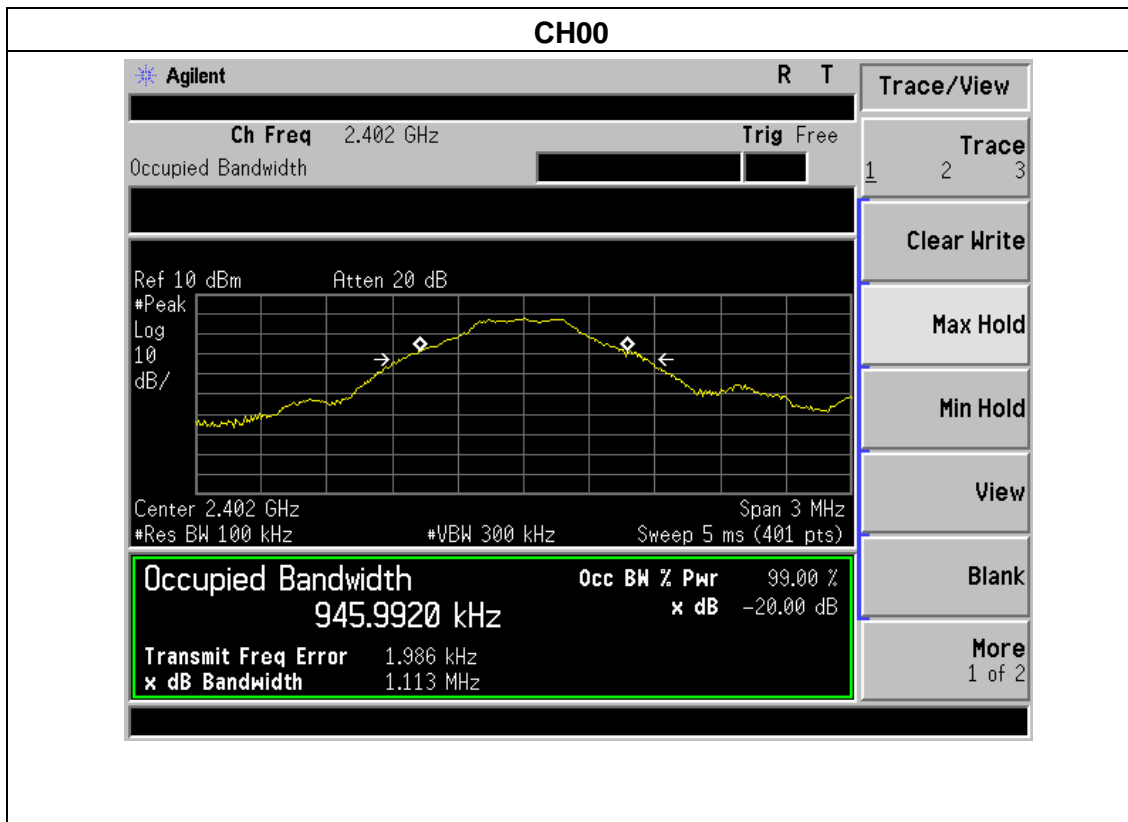 CH00
Agilent R T
Trace/View
Ch Freq 2.402 GHz Trig Free
Occupied Bandwidth
Trace
1 2 3
Clear Write
Ref 10 dBm Atten 20 dB
#Peak
Log
10
dB/
Max Hold
Min Hold
View
Center 2.402 GHz Span 3 MHz
#Res BW 100 kHz #VBW 300 kHz Sweep 5 ms (401 pts)
Occupied Bandwidth Occ BW % Pwr 99.00 %
945.9920 kHz x dB -20.00 dB
Blank
Transmit Freq Error 1.986 kHz
x dB Bandwidth 1.113 MHz
More
1 of 2